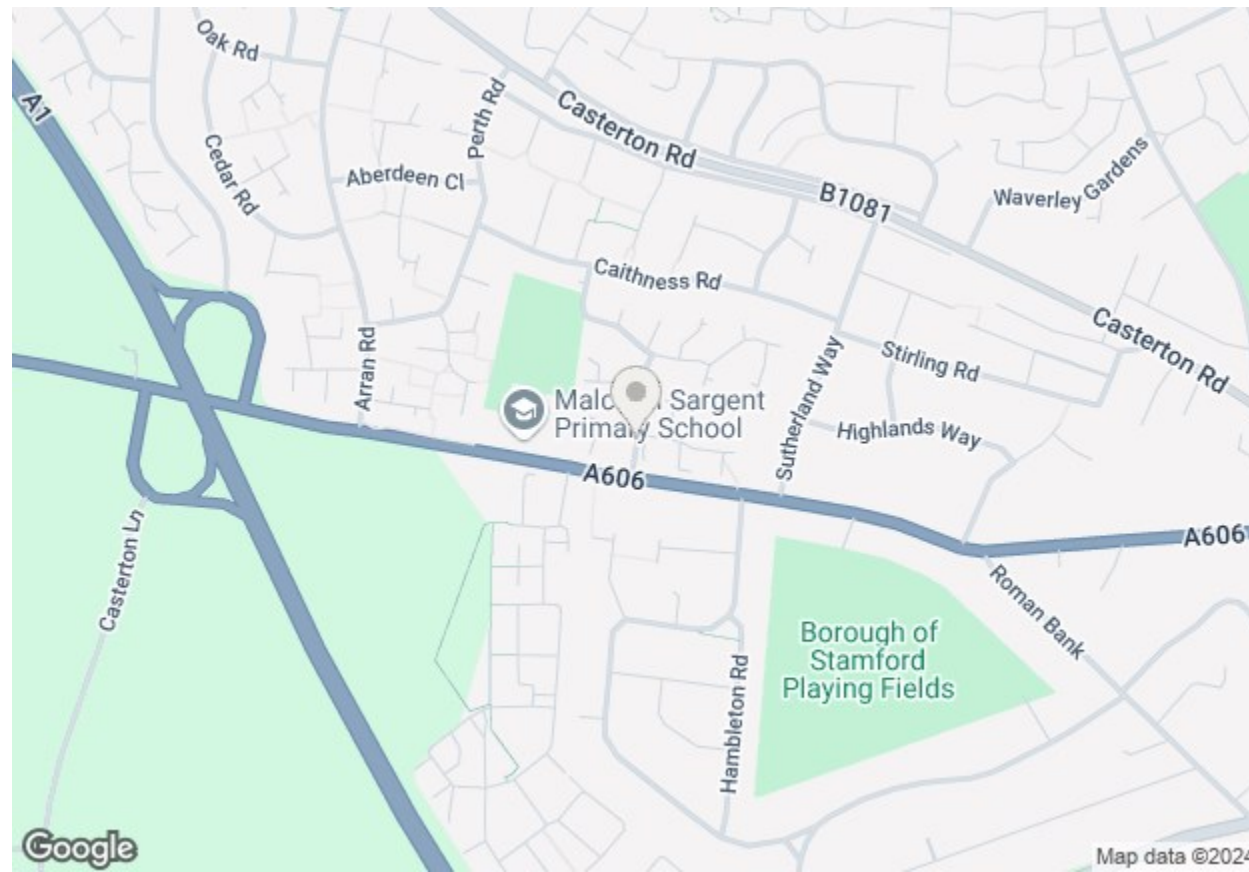 Oak Rd
A1
Cedar Rd
Perth Rd
Aberdeen Cl
Casterton Rd
B1081
Waverley Gardens
Caithness Rd
Casterton Rd
Arran Rd
Sutherland Way
Stirling Rd
Sargent
Primary School
Highlands Way
A606
A606
Casterton Ln
Roman Bank
Borough of
Stamford
Playing Fields
Hambleton Rd
Google
Map data ©2024